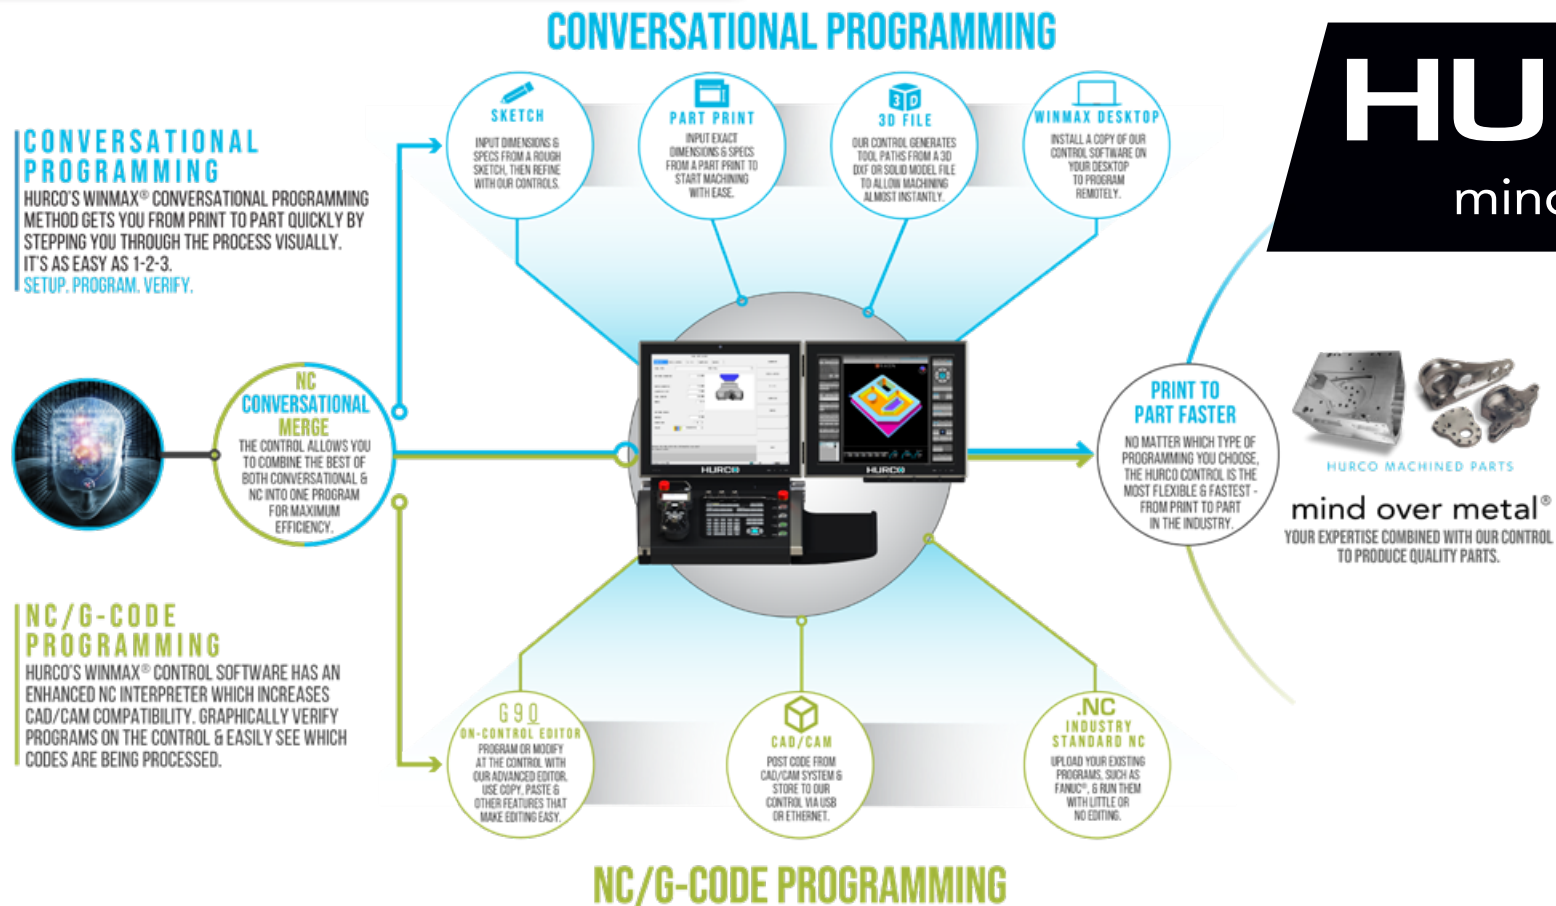 CONVERSATIONAL PROGRAMMING
HU
mind
CONVERSATIONAL
PROGRAMMING
HURCO'S WINMAX® CONVERSATIONAL PROGRAMMING
METHOD GETS YOU FROM PRINT TO PART QUICKLY BY
STEPPING YOU THROUGH THE PROCESS VISUALLY.
IT'S AS EASY AS 1-2-3.
SETUP. PROGRAM. VERIFY.
SKETCH
INPUT DIMENSIONS &
SPECS FROM A ROUGH
SKETCH, THEN REFINE
WITH OUR CONTROLS.
PART PRINT
INPUT EXACT
DIMENSIONS & SPECS
FROM A PART PRINT TO
START MACHINING
WITH EASE.
3D
3D FILE
OUR CONTROL GENERATES
TOOL PATHS FROM A 3D
DXF OR SOLID MODEL FILE
TO ALLOW MACHINING
ALMOST INSTANTLY.
WINMAX DESKTOP
INSTALL A COPY OF OUR
CONTROL SOFTWARE ON
YOUR DESKTOP
TO PROGRAM
REMOTELY.
NC
CONVERSATIONAL
MERGE
THE CONTROL ALLOWS YOU
TO COMBINE THE BEST OF
BOTH CONVERSATIONAL &
NC INTO ONE PROGRAM
FOR MAXIMUM
EFFICIENCY.
HURCO
HURCO
PRINT TO
PART FASTER
NO MATTER WHICH TYPE OF
PROGRAMMING YOU CHOOSE,
THE HURCO CONTROL IS THE
MOST FLEXIBLE & FASTEST -
FROM PRINT TO PART
IN THE INDUSTRY.
HURCO MACHINED PARTS
mind over metal®
YOUR EXPERTISE COMBINED WITH OUR CONTROL
TO PRODUCE QUALITY PARTS.
NC/G-CODE
PROGRAMMING
HURCO'S WINMAX® CONTROL SOFTWARE HAS AN
ENHANCED NC INTERPRETER WHICH INCREASES
CAD/CAM COMPATIBILITY. GRAPHICALLY VERIFY
PROGRAMS ON THE CONTROL & EASILY SEE WHICH
CODES ARE BEING PROCESSED.
G90
ON-CONTROL EDITOR
PROGRAM OR MODIFY
AT THE CONTROL WITH
OUR ADVANCED EDITOR,
USE COPY, PASTE &
OTHER FEATURES THAT
MAKE EDITING EASY.
CAD/CAM
POST CODE FROM
CAD/CAM SYSTEM &
STORE TO OUR
CONTROL VIA USB
OR ETHERNET.
.NC
INDUSTRY
STANDARD NC
UPLOAD YOUR EXISTING
PROGRAMS, SUCH AS
FANUC®, & RUN THEM
WITH LITTLE OR
NO EDITING.
NC/G-CODE PROGRAMMING